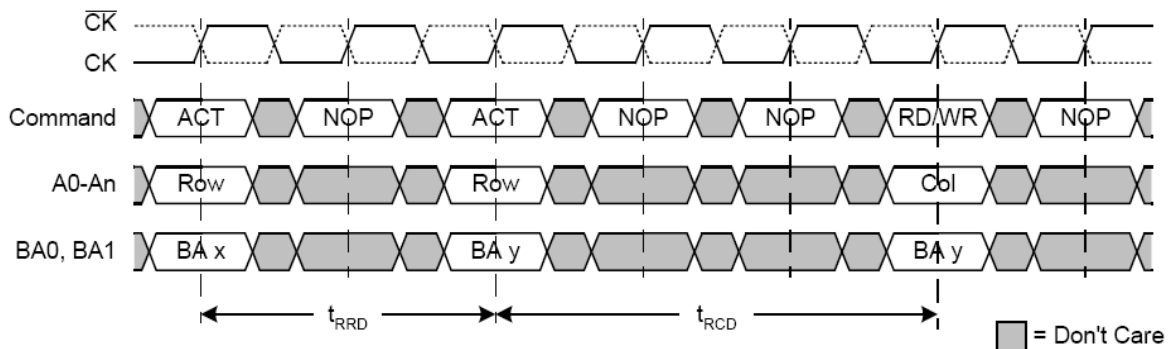 CK
CK
Command ACT NOP ACT NOP NOP RD/WR NOP
A0-An Row Row Col
BA0, BA1 BA x BA y BA y
tRRD tRCD
= Don't Care